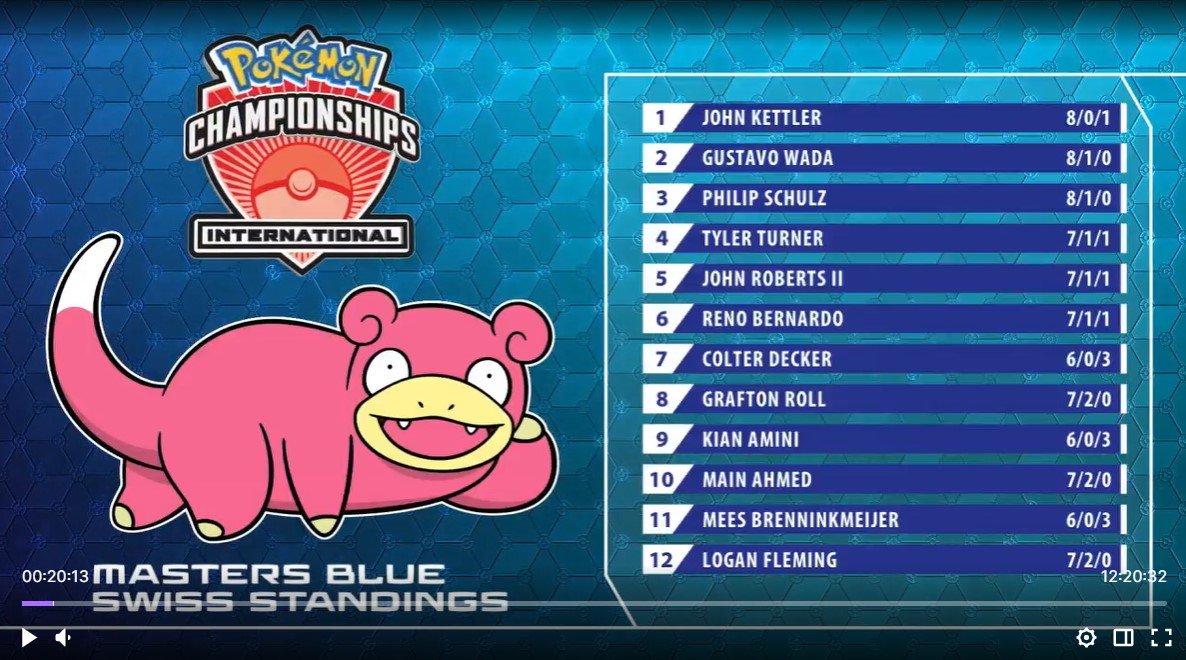 POKÉMON
CHAMPIONSHIPS
INTERNATIONAL
1 JOHN KETTLER 8/0/1
2 GUSTAVO WADA 8/1/0
3 PHILIP SCHULZ 8/1/0
4 TYLER TURNER 7/1/1
5 JOHN ROBERTS II 7/1/1
6 RENO BERNARDO 7/1/1
7 COLTER DECKER 6/0/3
8 GRAFTON ROLL 7/2/0
9 KIAN AMINI 6/0/3
10 MAIN AHMED 7/2/0
11 MEES BRENNINKMEIJER 6/0/3
12 LOGAN FLEMING 7/2/0
MASTERS BLUE
SWISS STANDINGS
00:20:13
12:20:32